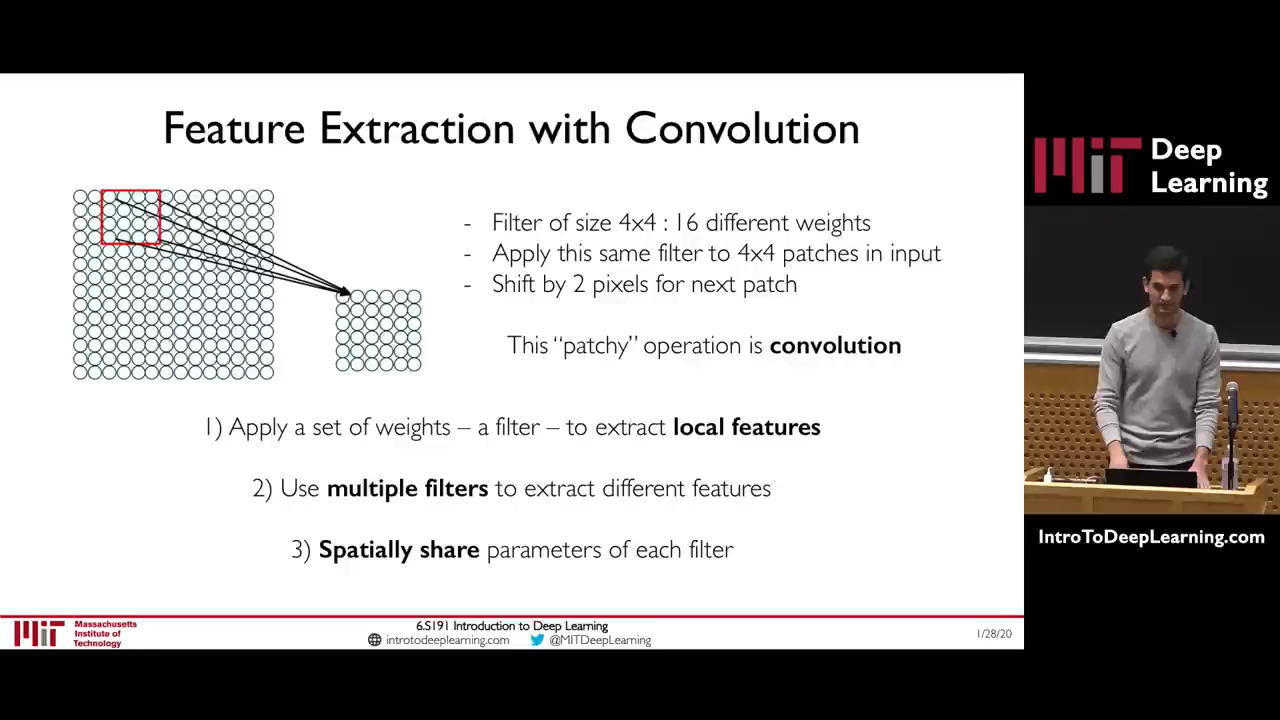 Feature Extraction with Convolution
- Filter of size 4x4 : 16 different weights
- Apply this same filter to 4x4 patches in input
- Shift by 2 pixels for next patch
This “patchy” operation is convolution
1) Apply a set of weights – a filter – to extract local features
2) Use multiple filters to extract different features
3) Spatially share parameters of each filter
Massachusetts
Institute of
Technology
6.S191 Introduction to Deep Learning
introtodeeplearning.com @MITDeepLearning
1/28/20
MIT
Deep
Learning
IntroToDeepLearning.com